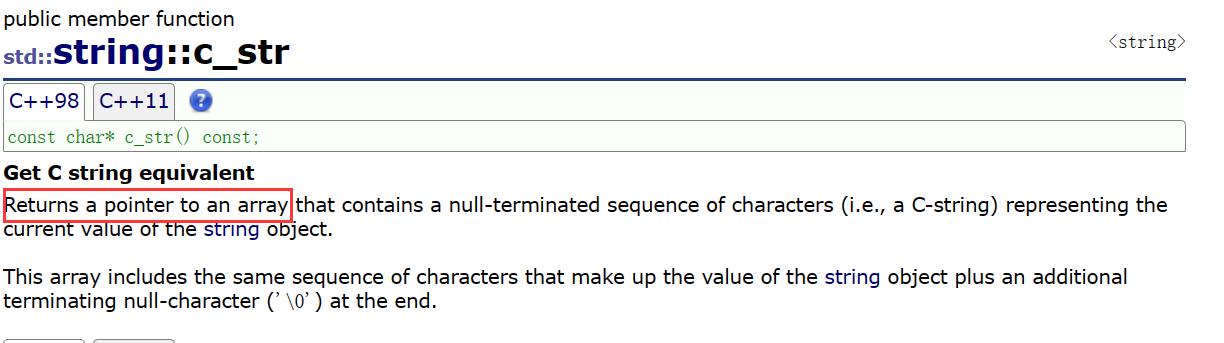 public member function
std::string::c_str
<string>
C++98 C++11 ?
const char* c_str() const;
Get C string equivalent
Returns a pointer to an array that contains a null-terminated sequence of characters (i.e., a C-string) representing the
current value of the string object.
This array includes the same sequence of characters that make up the value of the string object plus an additional
terminating null-character ('\0') at the end.